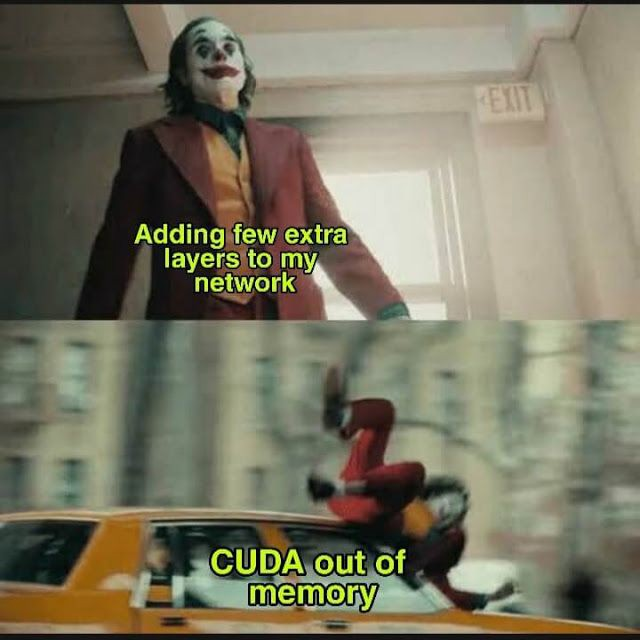 EXIT
Adding few extra
layers to my
network
CUDA out of
memory